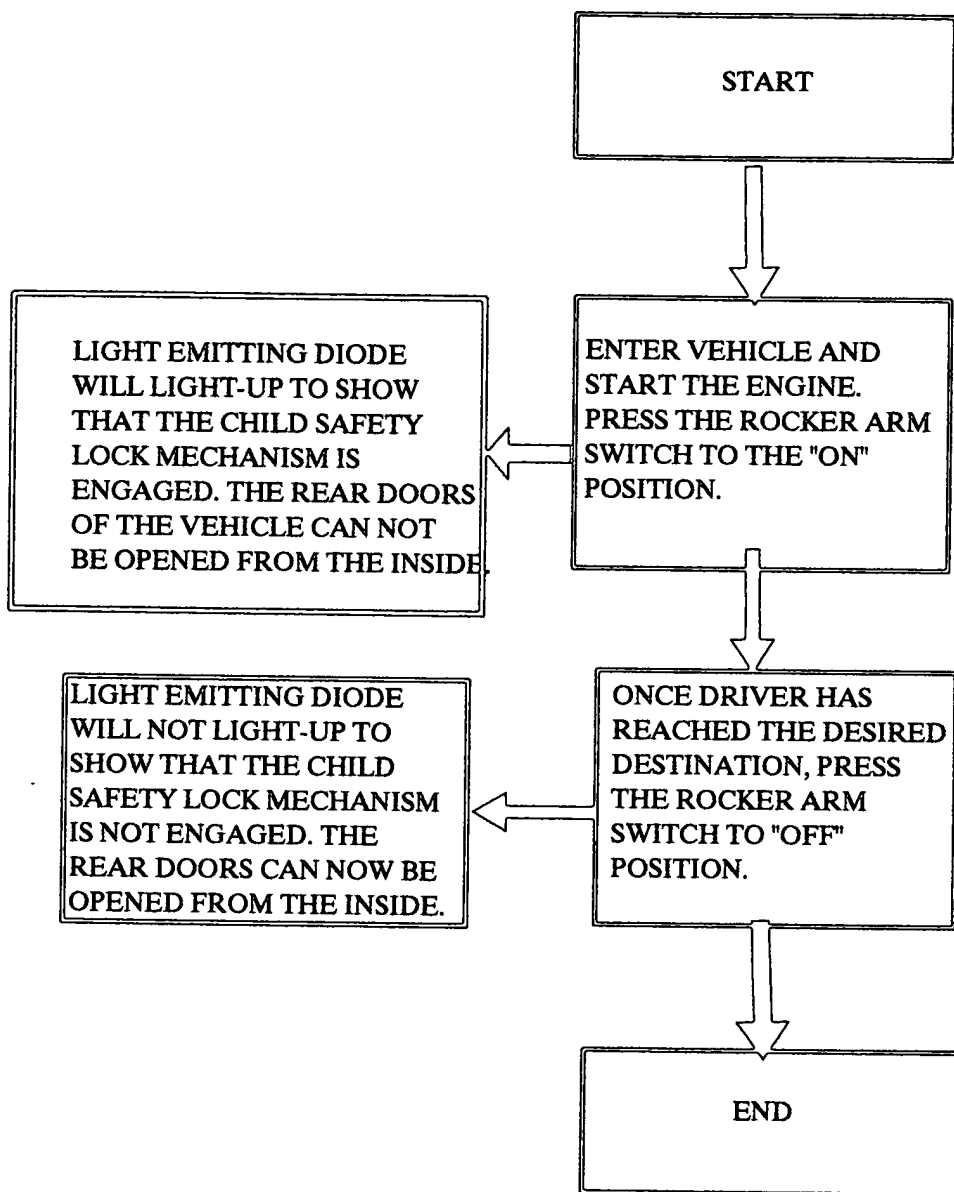 START
ENTER VEHICLE AND
START THE ENGINE.
PRESS THE ROCKER ARM
SWITCH TO THE "ON"
POSITION.
LIGHT EMITTING DIODE
WILL LIGHT-UP TO SHOW
THAT THE CHILD SAFETY
LOCK MECHANISM IS
ENGAGED. THE REAR DOORS
OF THE VEHICLE CAN NOT
BE OPENED FROM THE INSIDE.
ONCE DRIVER HAS
REACHED THE DESIRED
DESTINATION, PRESS
THE ROCKER ARM
SWITCH TO "OFF"
POSITION.
LIGHT EMITTING DIODE
WILL NOT LIGHT-UP TO
SHOW THAT THE CHILD
SAFETY LOCK MECHANISM
IS NOT ENGAGED. THE
REAR DOORS CAN NOW BE
OPENED FROM THE INSIDE.
END